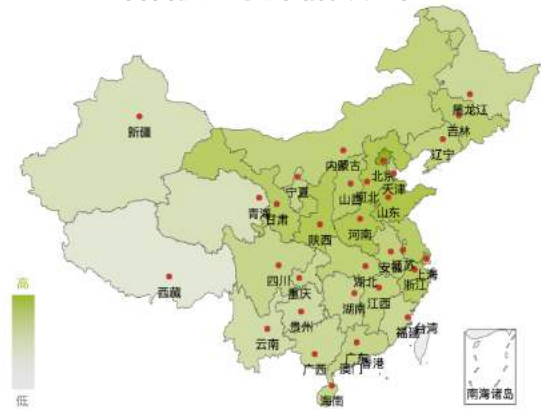 黑龙江
吉林
新疆
辽宁
内蒙古
北京
宁夏
天津
山西
河北
青海
甘肃
山东
陕西
河南
四川
安徽
江苏
上海
西藏
高
重庆
湖北
浙江
湖南
江西
贵州
云南
福建
台湾
广西
广东
澳门
香港
南海诸岛
低
海南